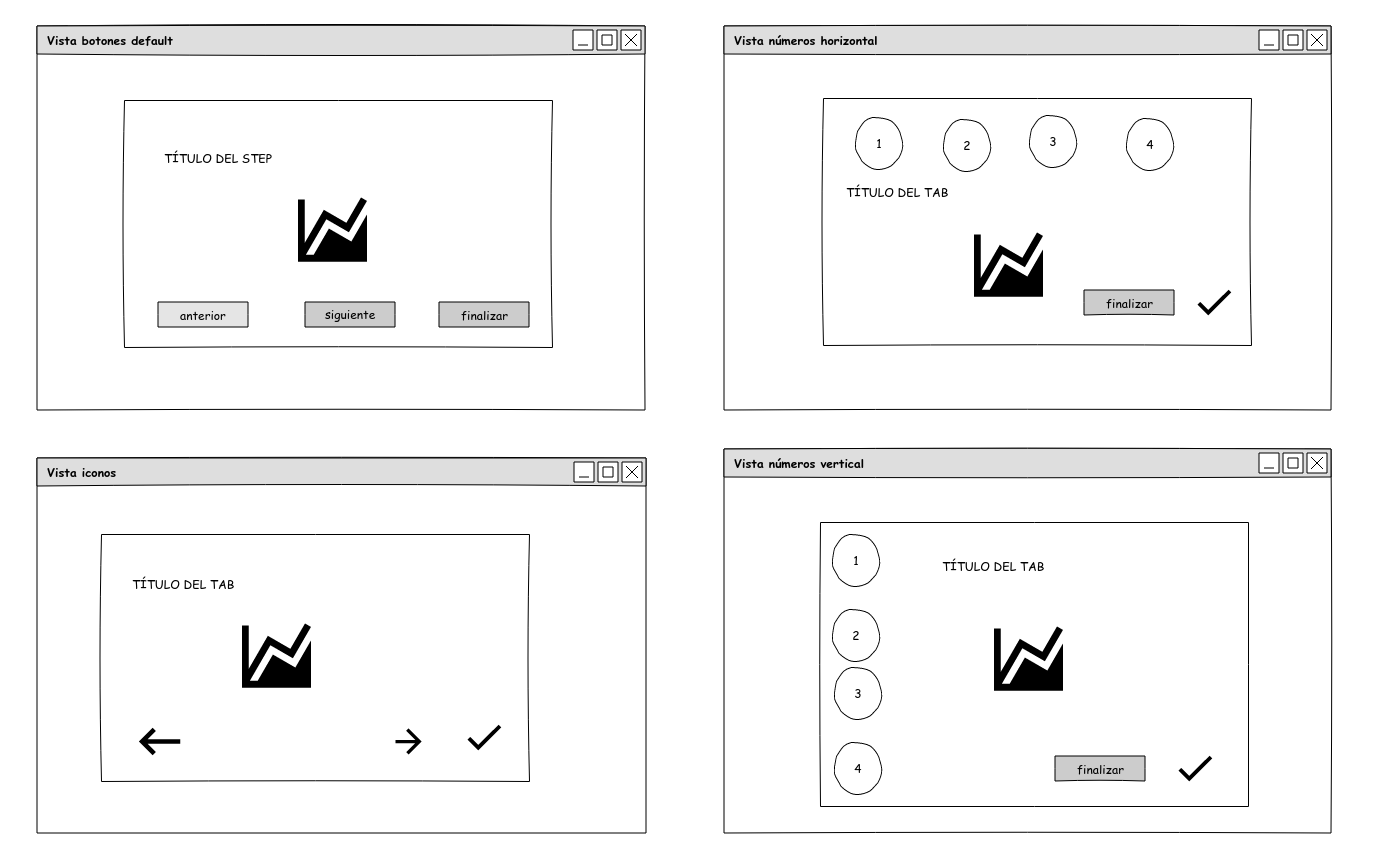 Vista botones default
TÍTULO DEL STEP
anterior
siguiente
finalizar
Vista números horizontal
1
2
3
4
TÍTULO DEL TAB
finalizar
Vista iconos
TÍTULO DEL TAB
Vista números vertical
1
TÍTULO DEL TAB
2
3
4
finalizar